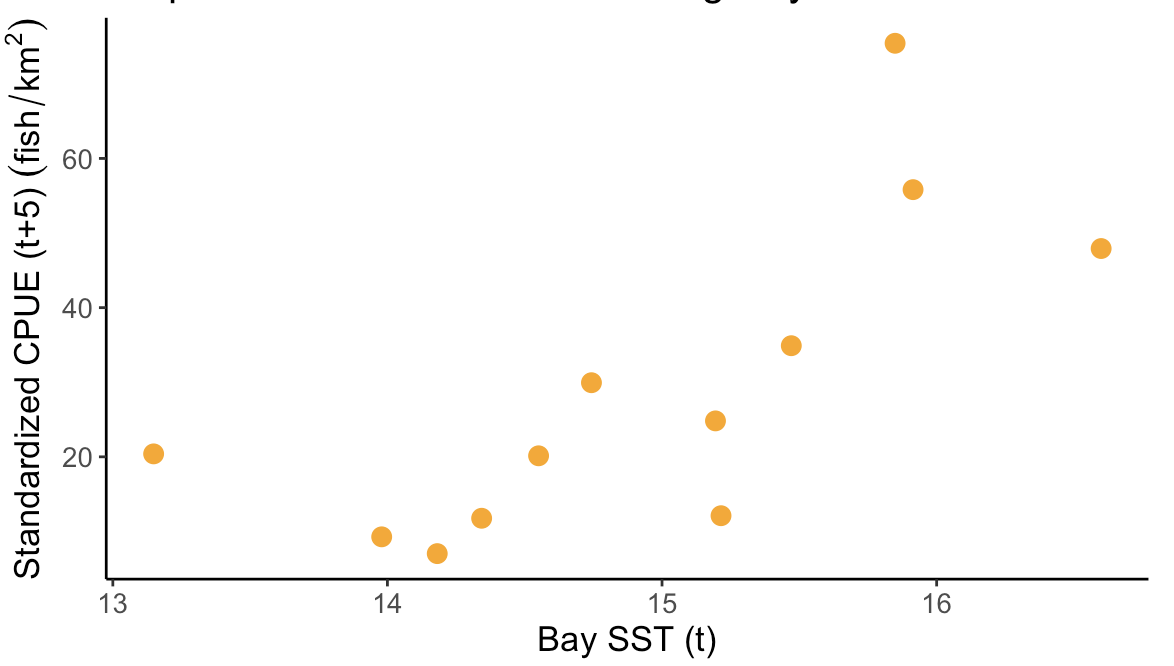 Standardized CPUE (t+5) (fish/km²)
60
40
20
13 14 15 16
Bay SST (t)